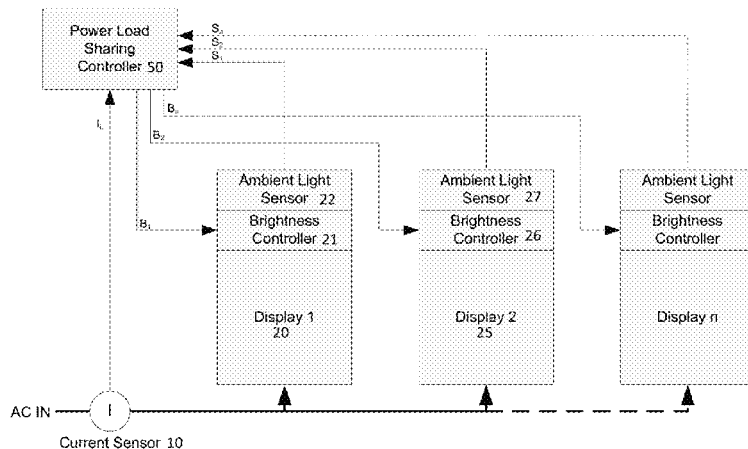 Power Load
Sharing
Controller 50
S₂
S₁
B₂
Ambient Light
Sensor 22
Brightness
Controller 21
Display 1
20
Ambient Light
Sensor 27
Brightness
Controller 26
Display 2
25
Ambient Light
Sensor
Brightness
Controller
Display n
B₁
AC IN
I
Current Sensor 10